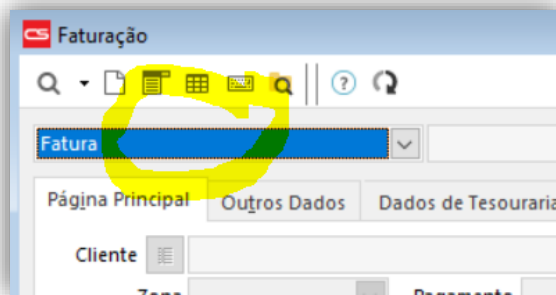 CS Faturação
?
Fatura
Página Principal Outros Dados Dados de Tesouraria
Cliente
Zona Pagamento